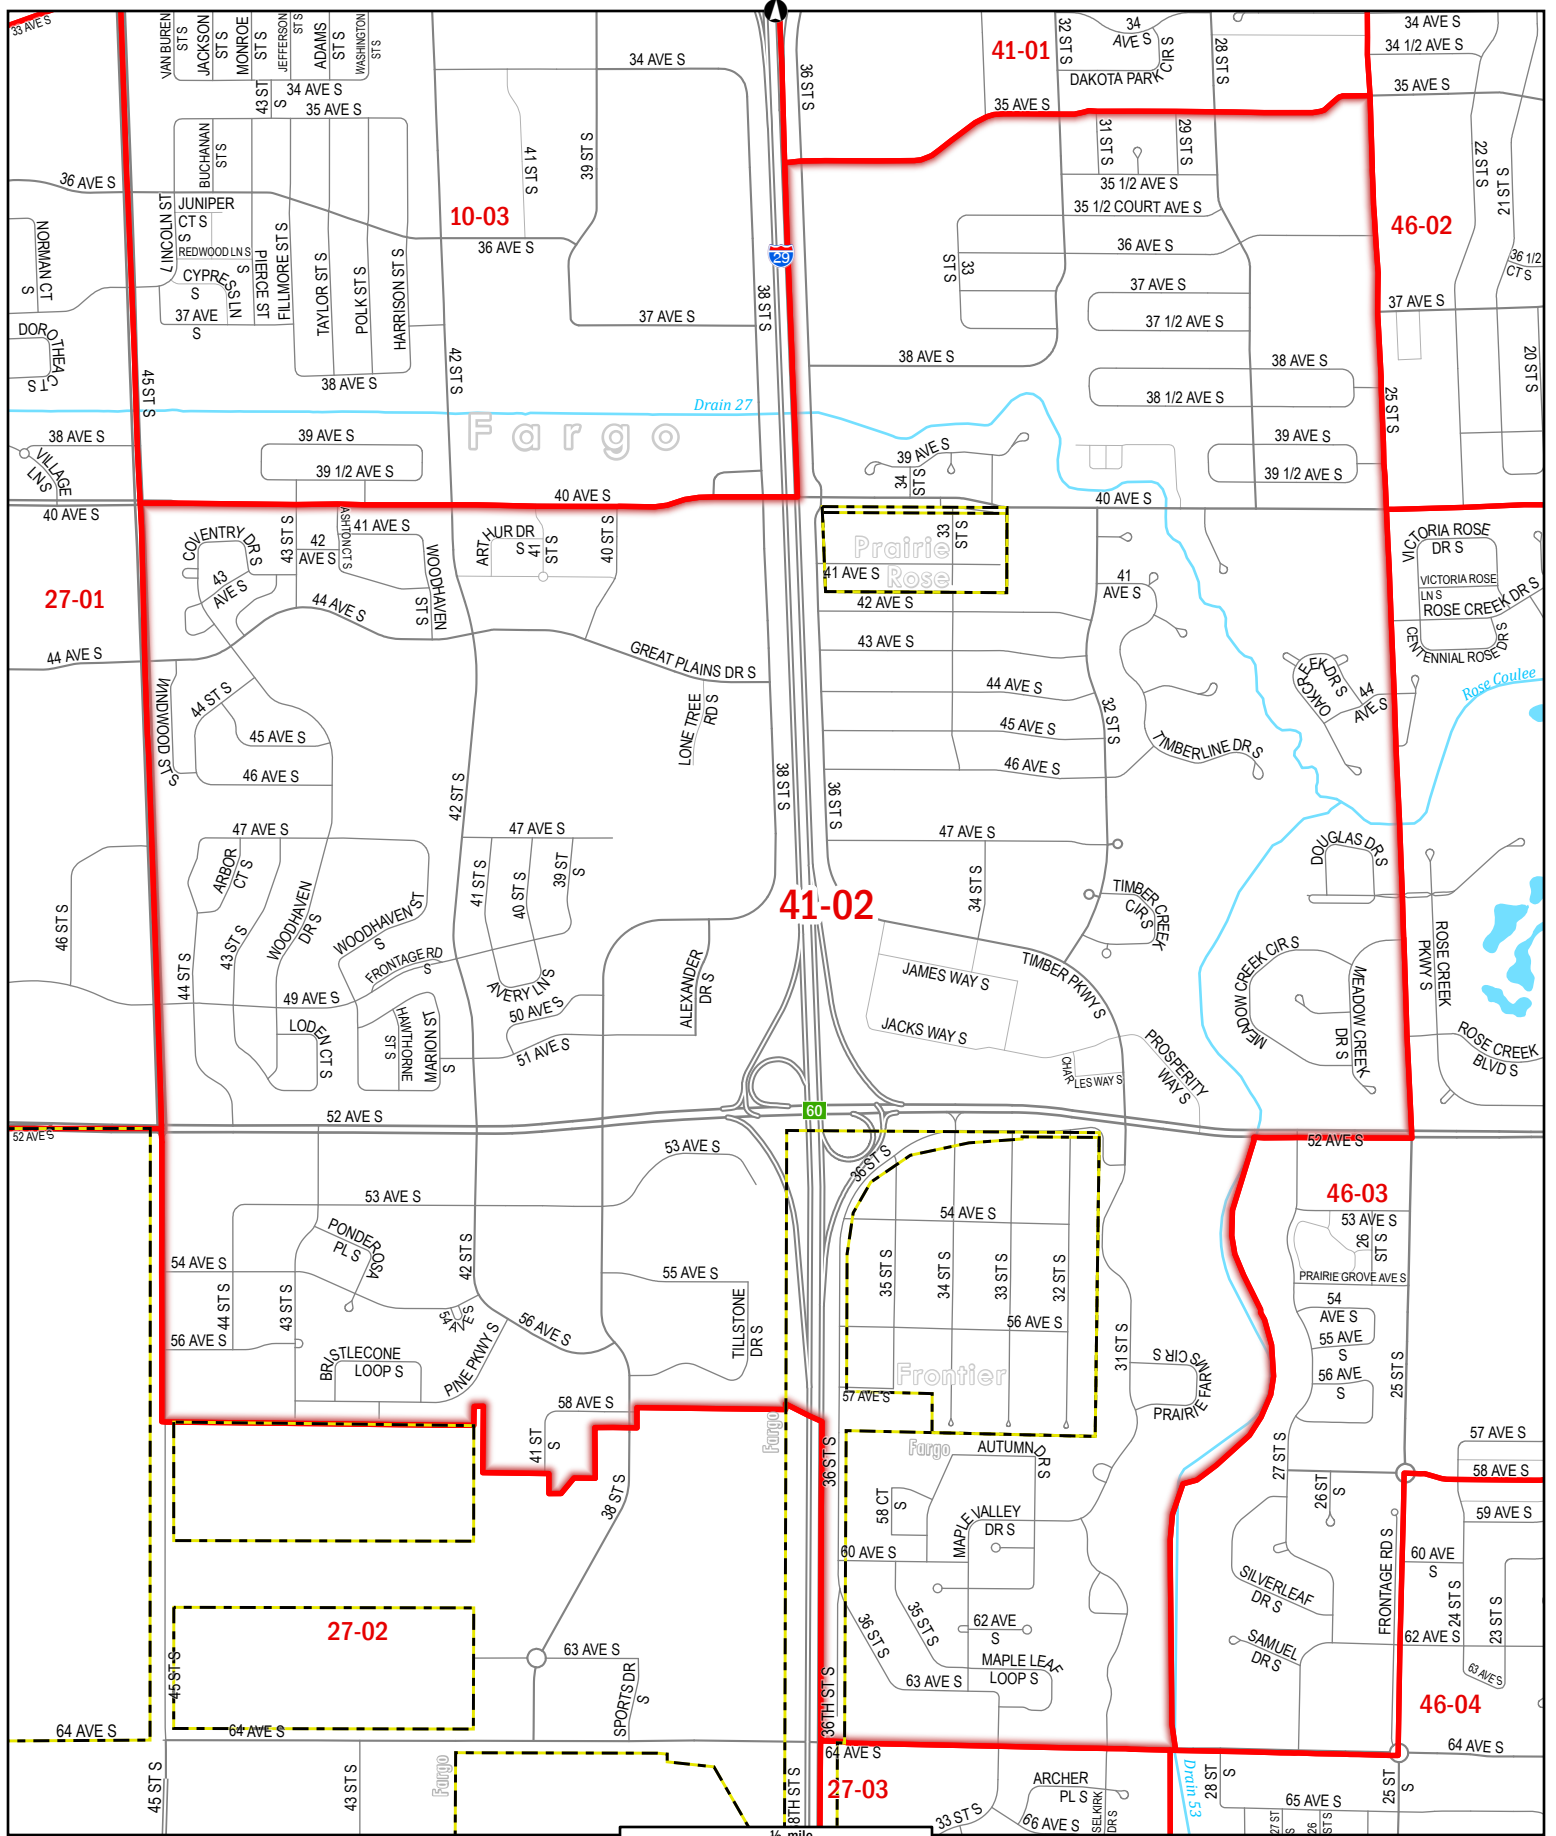 33 AVE S
VAN BUREN ST S
JACKSON ST S
MONROE ST S
JEFFERSON ST S
ADAMS ST S
WASHINGTON ST S
43 ST S
34 AVE S
35 AVE S
34 AVE S
36 ST S
41-01
32 ST S
34 AVE S
DAKOTA PARK CIR S
28 ST S
34 AVE S
34 1/2 AVE S
35 AVE S
35 AVE S
BUCHANAN ST S
41 ST S
39 ST S
31 ST S
29 ST S
22 ST S
21 ST S
36 AVE S
LINCOLN ST S
JUNIPER CT S
REDWOOD LN S
CYPRESS LN S
37 AVE S
PIERCE ST S
FILLMORE ST S
TAYLOR ST S
POLK ST S
HARRISON ST S
10-03
36 AVE S
29
35 1/2 AVE S
35 1/2 COURT AVE S
36 AVE S
33 ST S
46-02
36 1/2 CT S
NORMAN CT S
DOROTHEA CT S
38 ST S
37 AVE S
37 AVE S
37 1/2 AVE S
37 AVE S
45 ST S
38 AVE S
42 ST S
38 AVE S
38 AVE S
38 1/2 AVE S
25 ST S
20 ST S
Drain 27
Fargo
38 AVE S
VILLAGE LN S
39 AVE S
39 1/2 AVE S
39 AVE S
34 ST S
39 AVE S
39 1/2 AVE S
40 AVE S
40 AVE S
40 AVE S
COVENTRY DR S
43 ST S
42 AVE S
ASHTON CT S
41 AVE S
WOODHAVEN ST S
ARTHUR DR S
41 ST S
40 ST S
Prairie Rose
33 ST S
41 AVE S
VICTORIA ROSE DR S
VICTORIA ROSE LN S
ROSE CREEK DR S
CENTENNIAL ROSE DR S
27-01
43 AVE S
44 AVE S
42 AVE S
41 AVE S
43 AVE S
44 AVE S
GREAT PLAINS DR S
LONE TREE RD S
44 AVE S
45 AVE S
46 AVE S
32 ST S
TIMBERLINE DR S
OAKCREEK DR S
44 AVE S
Rose Coulee
WINDWOOD ST S
44 ST S
45 AVE S
46 AVE S
42 ST S
38 ST S
36 ST S
47 AVE S
ARBOR CT S
47 AVE S
41 ST S
40 ST S
39 ST S
47 AVE S
34 ST S
DOUGLAS DR S
41-02
46 ST S
44 ST S
43 ST S
WOODHAVEN DR S
WOODHAVEN ST S
FRONTAGE RD S
AVERY LN S
ALEXANDER DR S
TIMBER CREEK CIR S
TIMBER PKWY S
JAMES WAY S
JACKS WAY S
MEADOW CREEK CIR S
MEADOW CREEK DR S
ROSE CREEK PKWY S
ROSE CREEK BLVD S
49 AVE S
50 AVE S
51 AVE S
LODEN CT S
HAWTHORNE ST S
MARION ST S
CHARLES WAY S
PROSPERITY WAY S
52 AVE S
60
52 AVE S
52 AVE S
53 AVE S
53 AVE S
36 ST S
46-03
53 AVE S
26 ST S
PRAIRIE GROVE AVE S
PONDEROSA PL S
54 AVE S
44 ST S
43 ST S
42 ST S
54 AVE S
55 AVE S
56 AVE S
54 AVE S
35 ST S
34 ST S
33 ST S
32 ST S
31 ST S
54 AVE S
55 AVE S
56 AVE S
25 ST S
56 AVE S
BRISTLECONE LOOP S
PINE PKWY S
TILLSTONE DR S
56 AVE S
Frontier
57 AVE S
PRAIRIE FARMS CIR S
58 AVE S
41 ST S
38 ST S
Fargo
36 ST S
Fargo
AUTUMN DR S
58 CT S
MAPLE VALLEY DR S
27 ST S
26 ST S
57 AVE S
58 AVE S
59 AVE S
60 AVE S
60 AVE S
FRONTAGE RD S
24 ST S
23 ST S
SILVERLEAF DR S
SAMUEL DR S
27-02
45 ST S
63 AVE S
SPORTS DR S
36 ST S
35 ST S
62 AVE S
MAPLE LEAF LOOP S
63 AVE S
62 AVE S
63 AVE S
46-04
64 AVE S
64 AVE S
36TH ST S
64 AVE S
64 AVE S
45 ST S
43 ST S
Fargo
8TH ST S
27-03
33 ST S
ARCHER PL S
66 AVE S
SELKIRK DR S
Drain 53
28 ST S
65 AVE S
27 ST S
26 ST S
25 ST S
½ mile